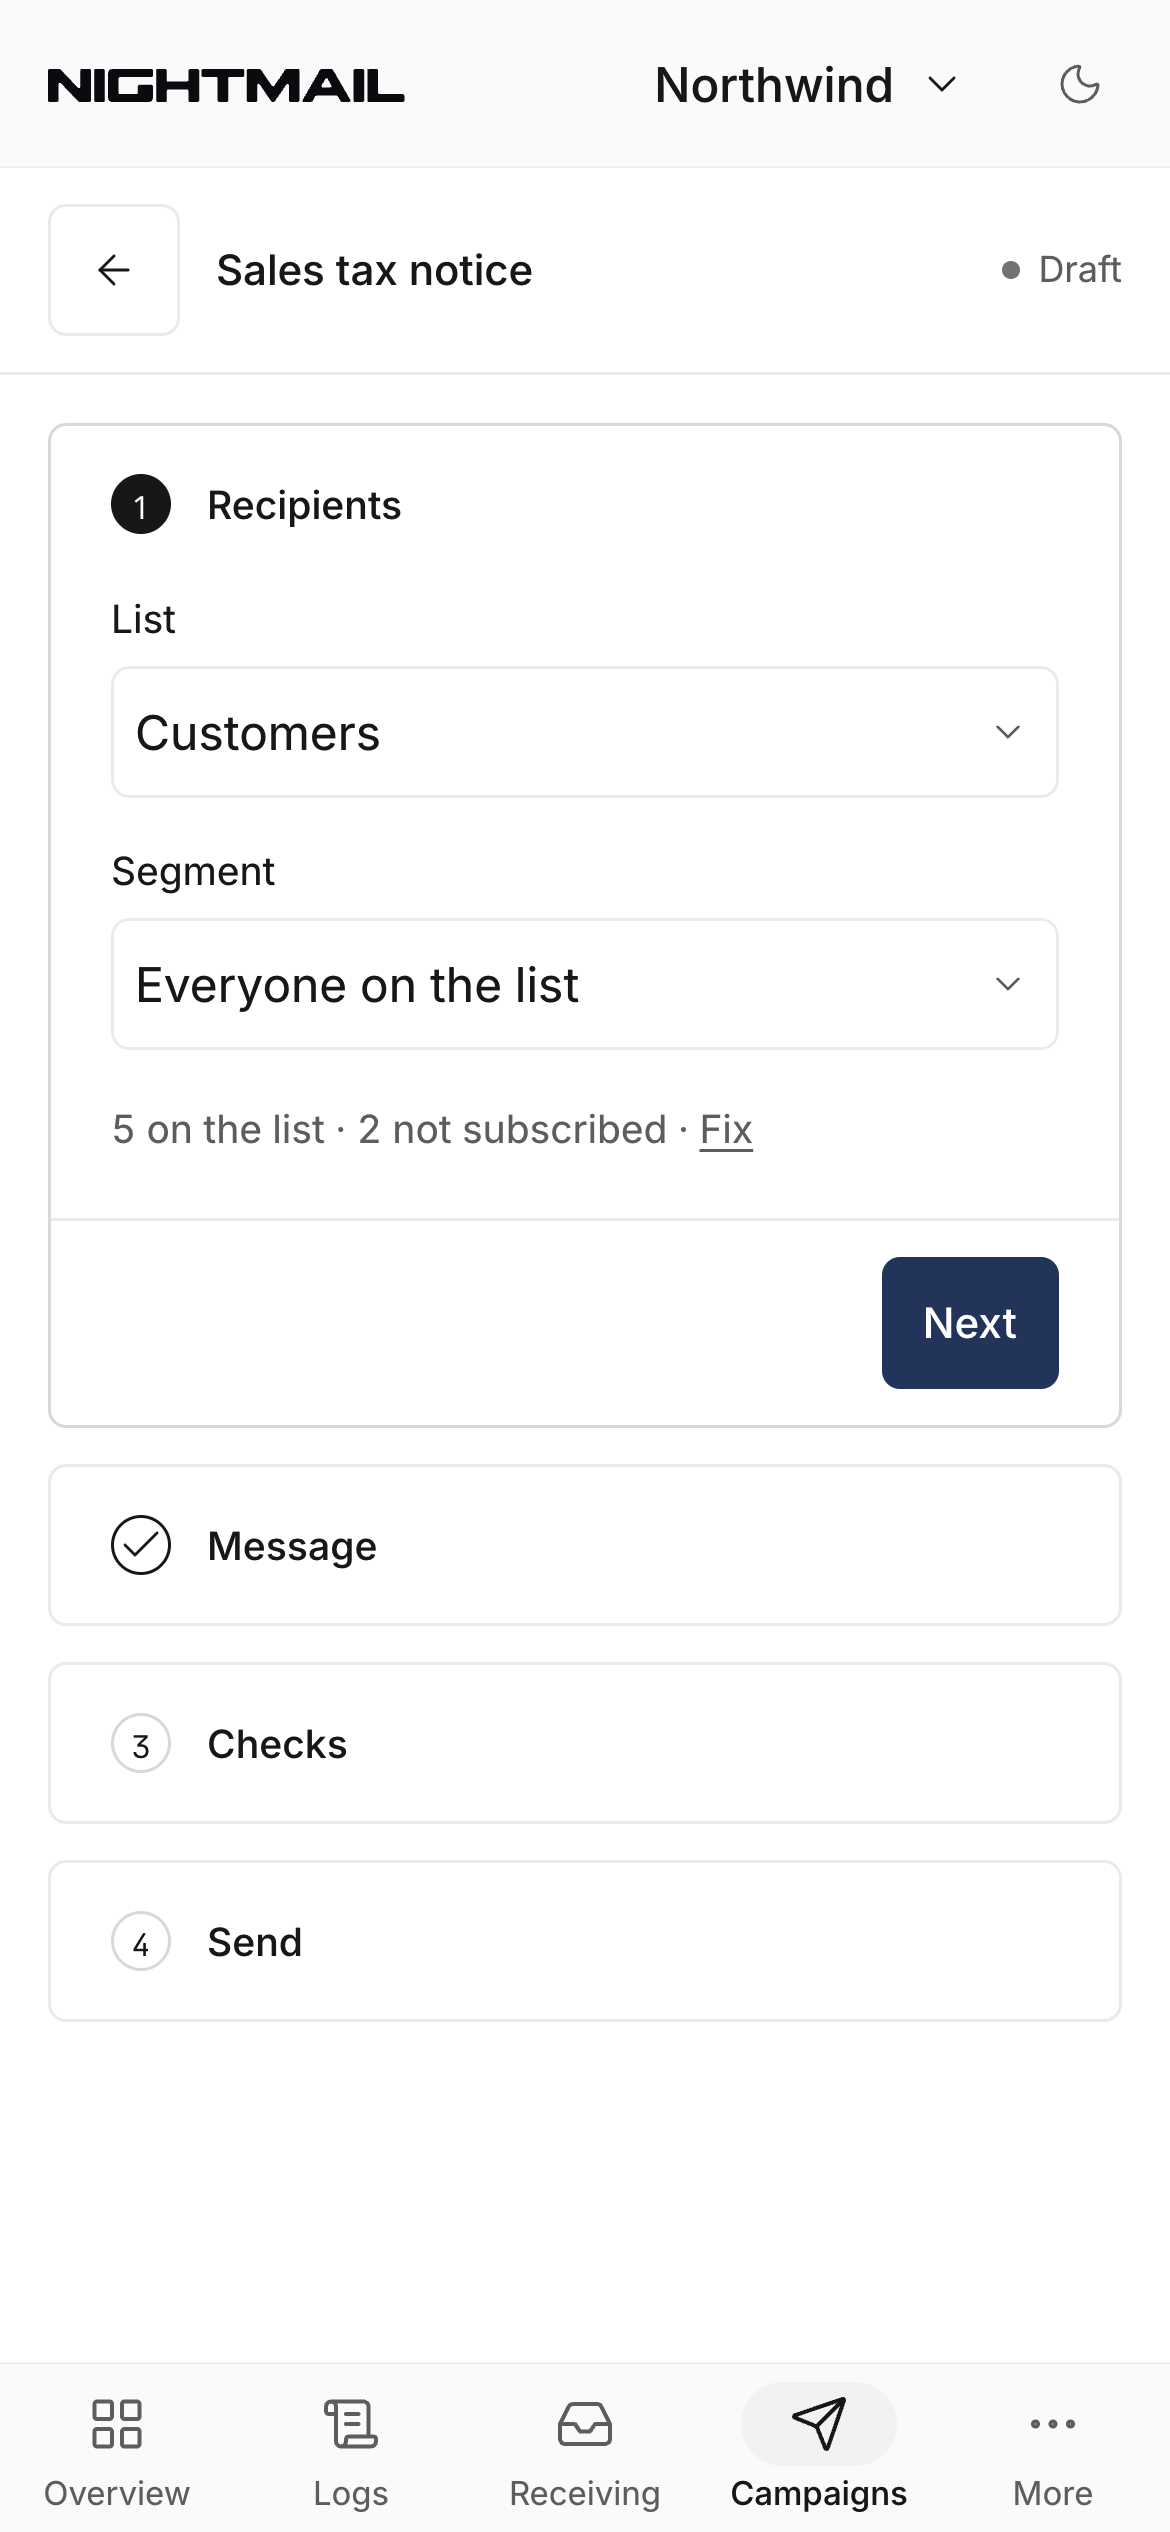 NIGHTMAIL
Northwind
Sales tax notice
Draft
1 Recipients
List
Customers
Segment
Everyone on the list
5 on the list · 2 not subscribed · Fix
Next
Message
3 Checks
4 Send
Overview Logs Receiving Campaigns More